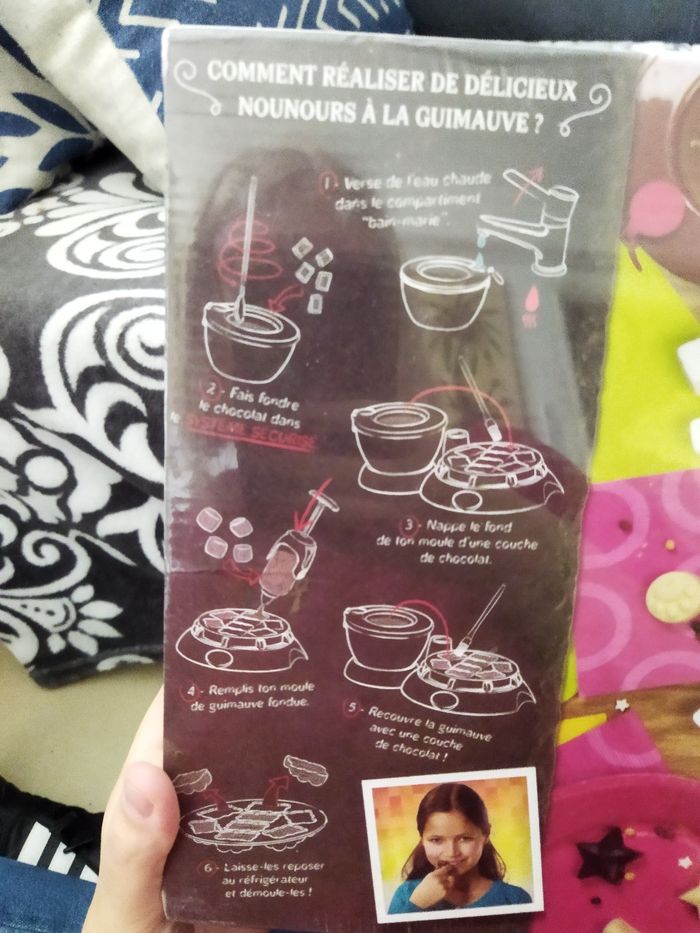 COMMENT RÉALISER DE DÉLICIEUX
NOUNOURS À LA GUIMAUVE ?
1 - Verse de l'eau chaude
dans le compartiment
"bain-marie".
2 - Fais fondre
le chocolat dans
le SYSTÈME SÉCURISÉ
3 - Nappe le fond
de ton moule d'une couche
de chocolat.
4 - Remplis ton moule
de guimauve fondue.
5 - Recouvre la guimauve
avec une couche
de chocolat !
6 - Laisse-les reposer
au réfrigérateur
et démoule-les !